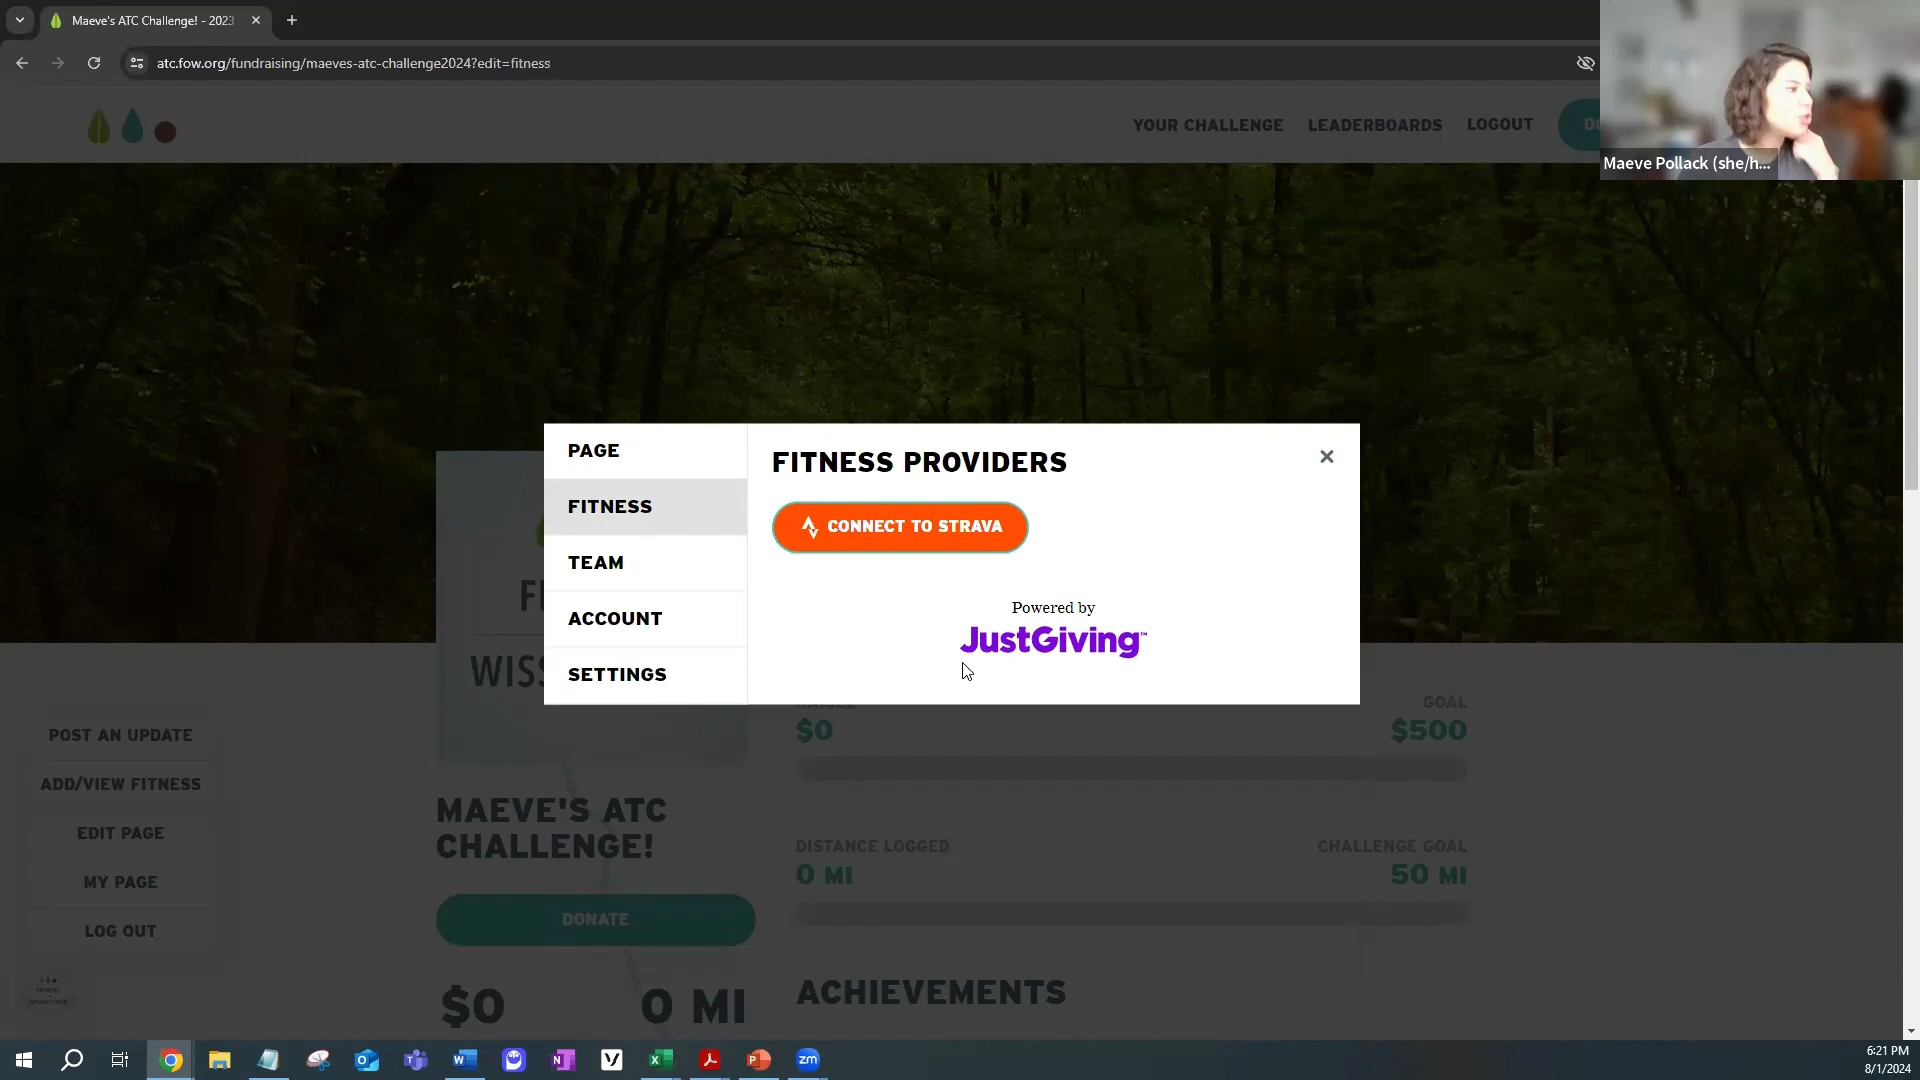 Maeve's ATC Challenge! - 2023
atc.fow.org/fundraising/maeves-atc-challenge2024?edit=fitness
YOUR CHALLENGE
LEADERBOARDS
LOGOUT
Maeve Pollack (she/h...
PAGE
FITNESS
TEAM
ACCOUNT
SETTINGS
FITNESS PROVIDERS
CONNECT TO STRAVA
Powered by
JustGiving™
WISS
$0
GOAL
$500
POST AN UPDATE
ADD/VIEW FITNESS
EDIT PAGE
MY PAGE
LOG OUT
MAEVE'S ATC
CHALLENGE!
DISTANCE LOGGED
0 MI
CHALLENGE GOAL
50 MI
DONATE
$0
0 MI
ACHIEVEMENTS
zm
6:21 PM
8/1/2024